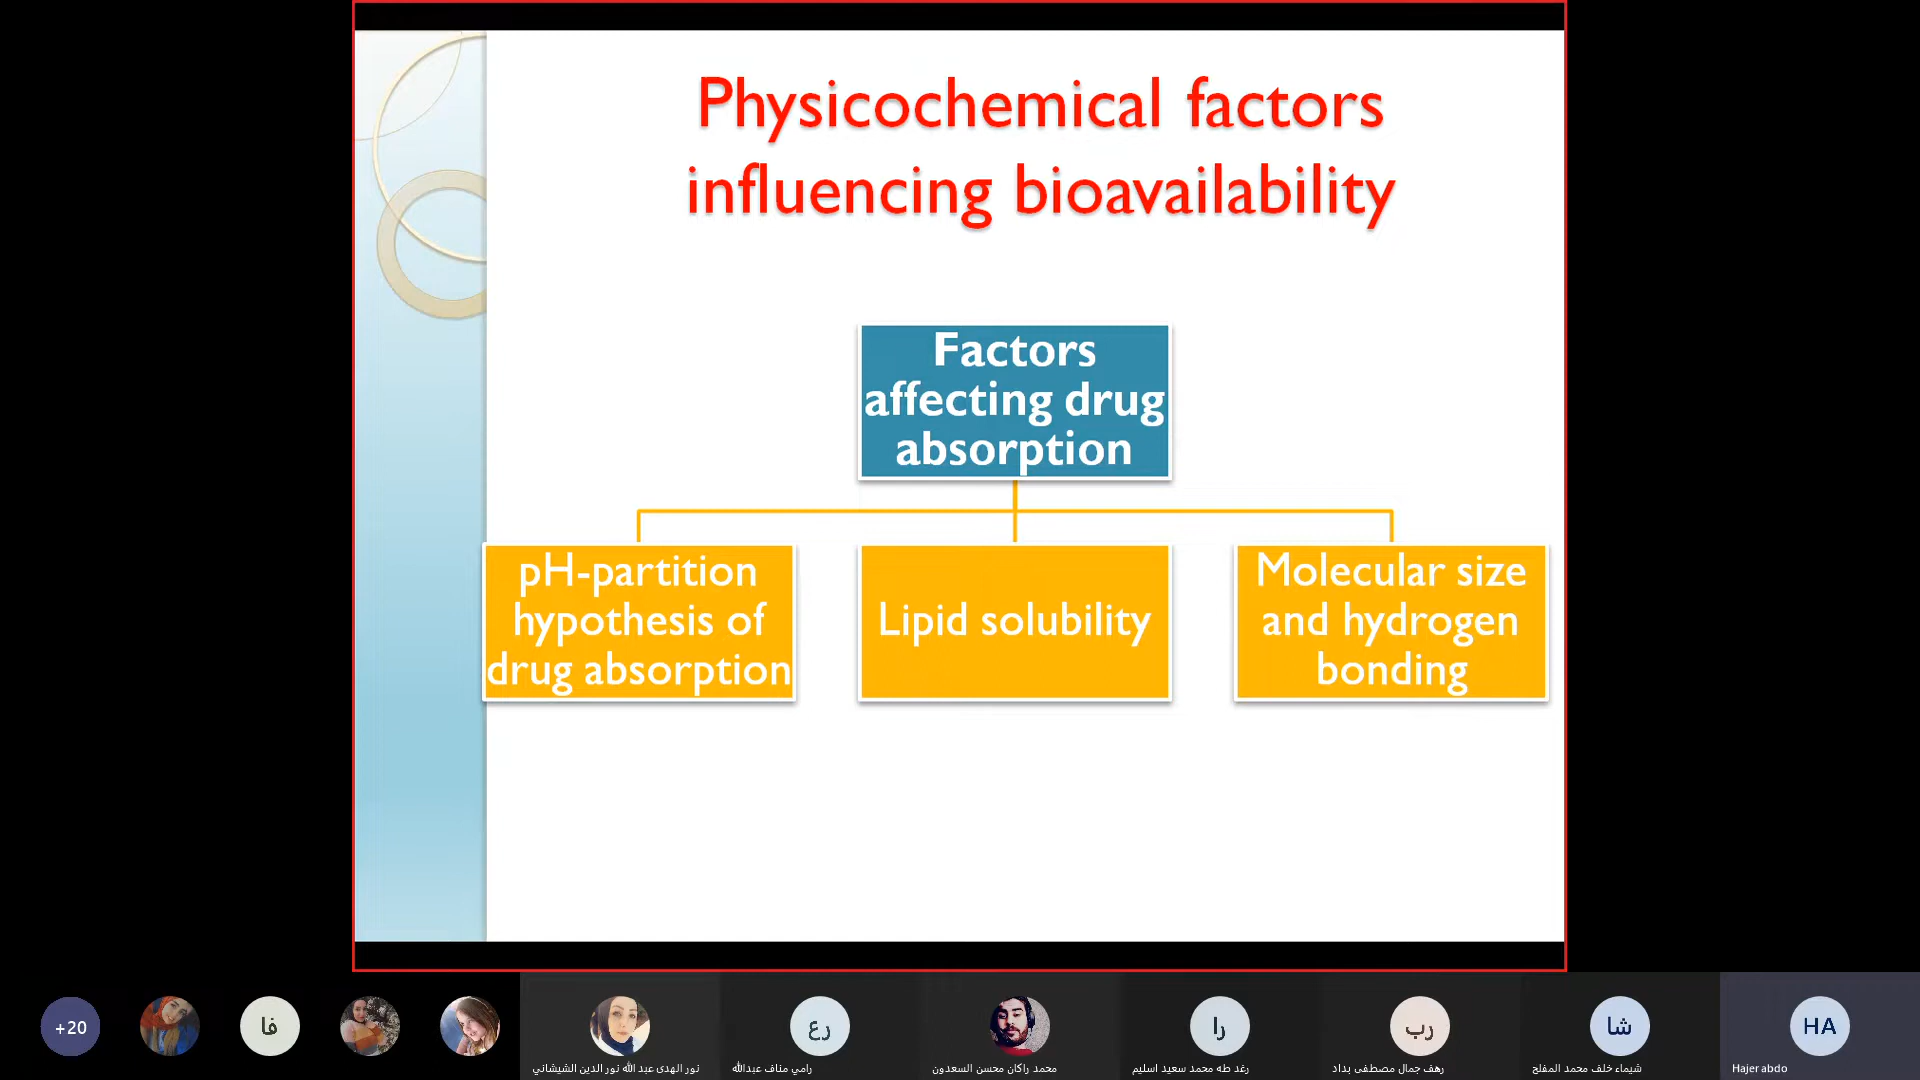 Physicochemical factors
influencing bioavailability
Factors
affecting drug
absorption
pH-partition
hypothesis of
drug absorption
Lipid solubility
Molecular size
and hydrogen
bonding
+20
فا
رع
را
رب
شا
HA
نور الهدى عبد الله نور الدين الشيشاني
رامي مناف عبدالله
محمد راكان محسن السعدون
رغد طه محمد سعيد اسليم
رهف جمال مصطفى بداد
شيماء خلف محمد المفلح
Hajer abdo